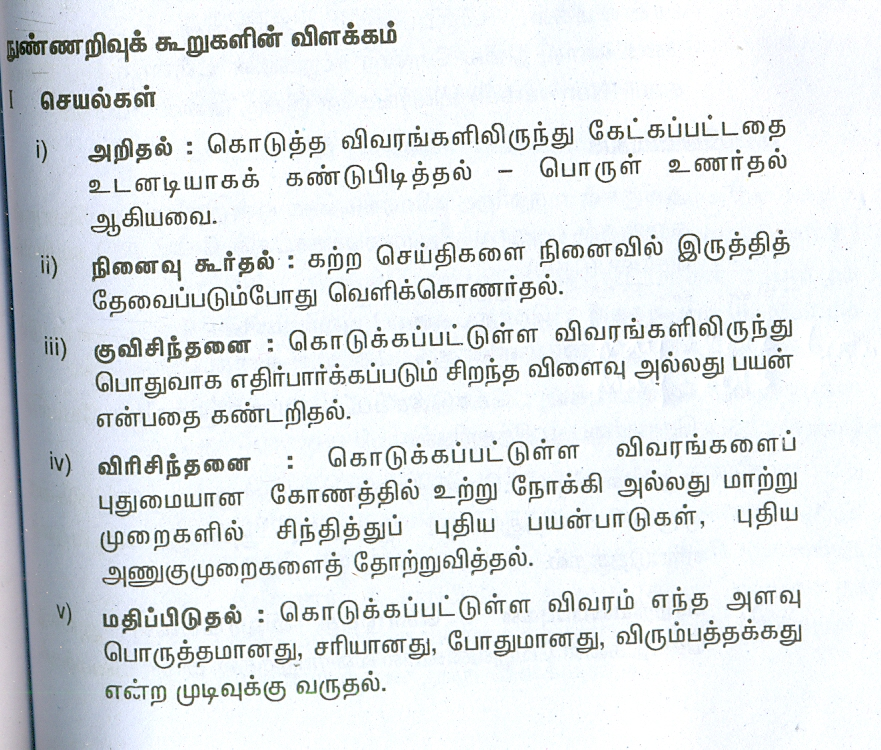 நுண்ணறிவுக் கூறுகளின் விளக்கம்
I செயல்கள்
i) அறிதல் : கொடுத்த விவரங்களிலிருந்து கேட்கப்பட்டதை
உடனடியாகக் கண்டுபிடித்தல் – பொருள் உணர்தல்
ஆகியவை.
ii) நினைவு கூர்தல் : கற்ற செய்திகளை நினைவில் இருத்தித்
தேவைப்படும்போது வெளிக்கொணர்தல்.
iii) குவிசிந்தனை : கொடுக்கப்பட்டுள்ள விவரங்களிலிருந்து
பொதுவாக எதிர்பார்க்கப்படும் சிறந்த விளைவு அல்லது பயன்
என்பதை கண்டறிதல்.
iv) விரிசிந்தனை : கொடுக்கப்பட்டுள்ள விவரங்களைப்
புதுமையான கோணத்தில் உற்று நோக்கி அல்லது மாற்று
முறைகளில் சிந்தித்துப் புதிய பயன்பாடுகள், புதிய
அணுகுமுறைகளைத் தோற்றுவித்தல்.
v) மதிப்பிடுதல் : கொடுக்கப்பட்டுள்ள விவரம் எந்த அளவு
பொருத்தமானது, சரியானது, போதுமானது, விரும்பத்தக்கது
என்ற முடிவுக்கு வருதல்.